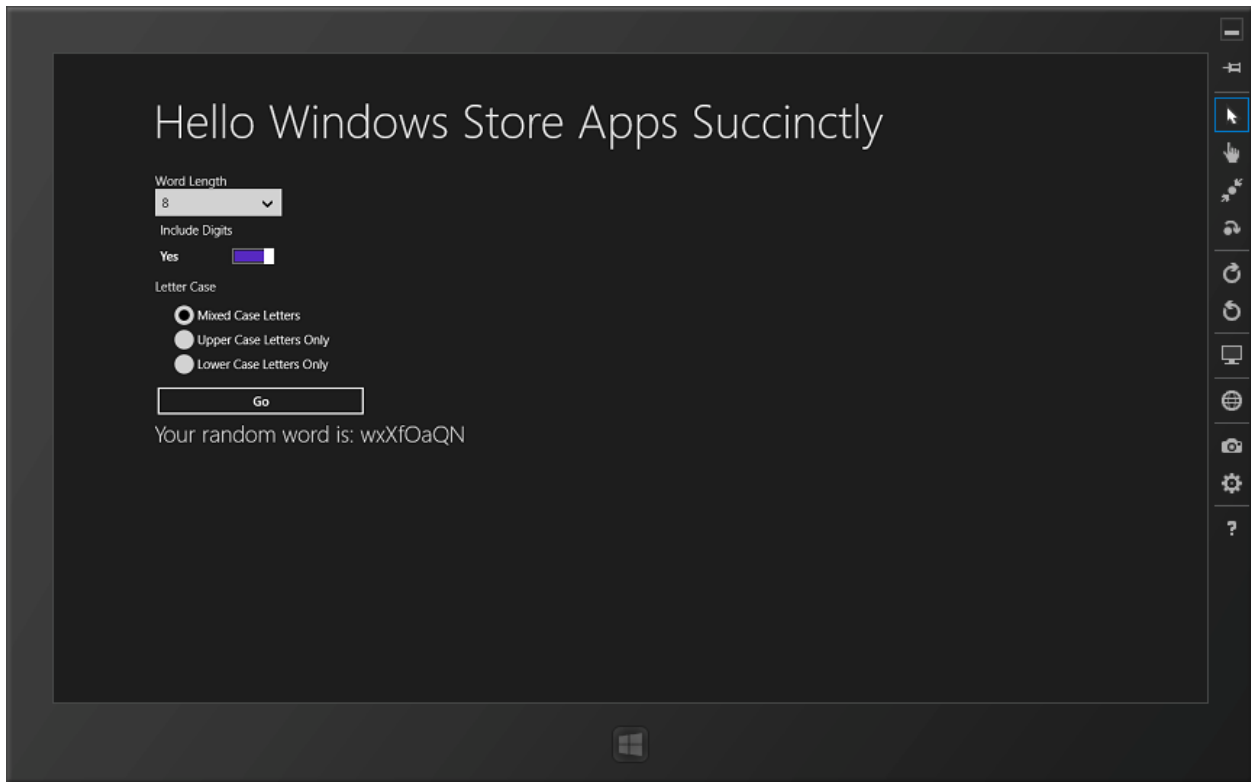 Hello Windows Store Apps Succinctly
Word Length
8
Include Digits
Yes
Letter Case
Mixed Case Letters
Upper Case Letters Only
Lower Case Letters Only
Go
Your random word is: wxXfOaQN
?